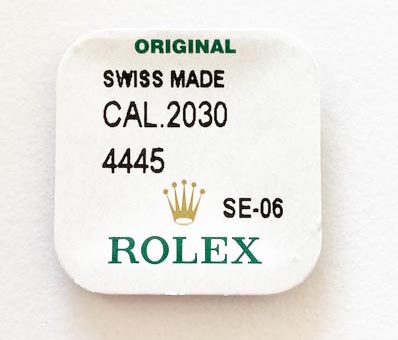 ORIGINAL
SWISS MADE
CAL.2030
4445
SE-06
ROLEX